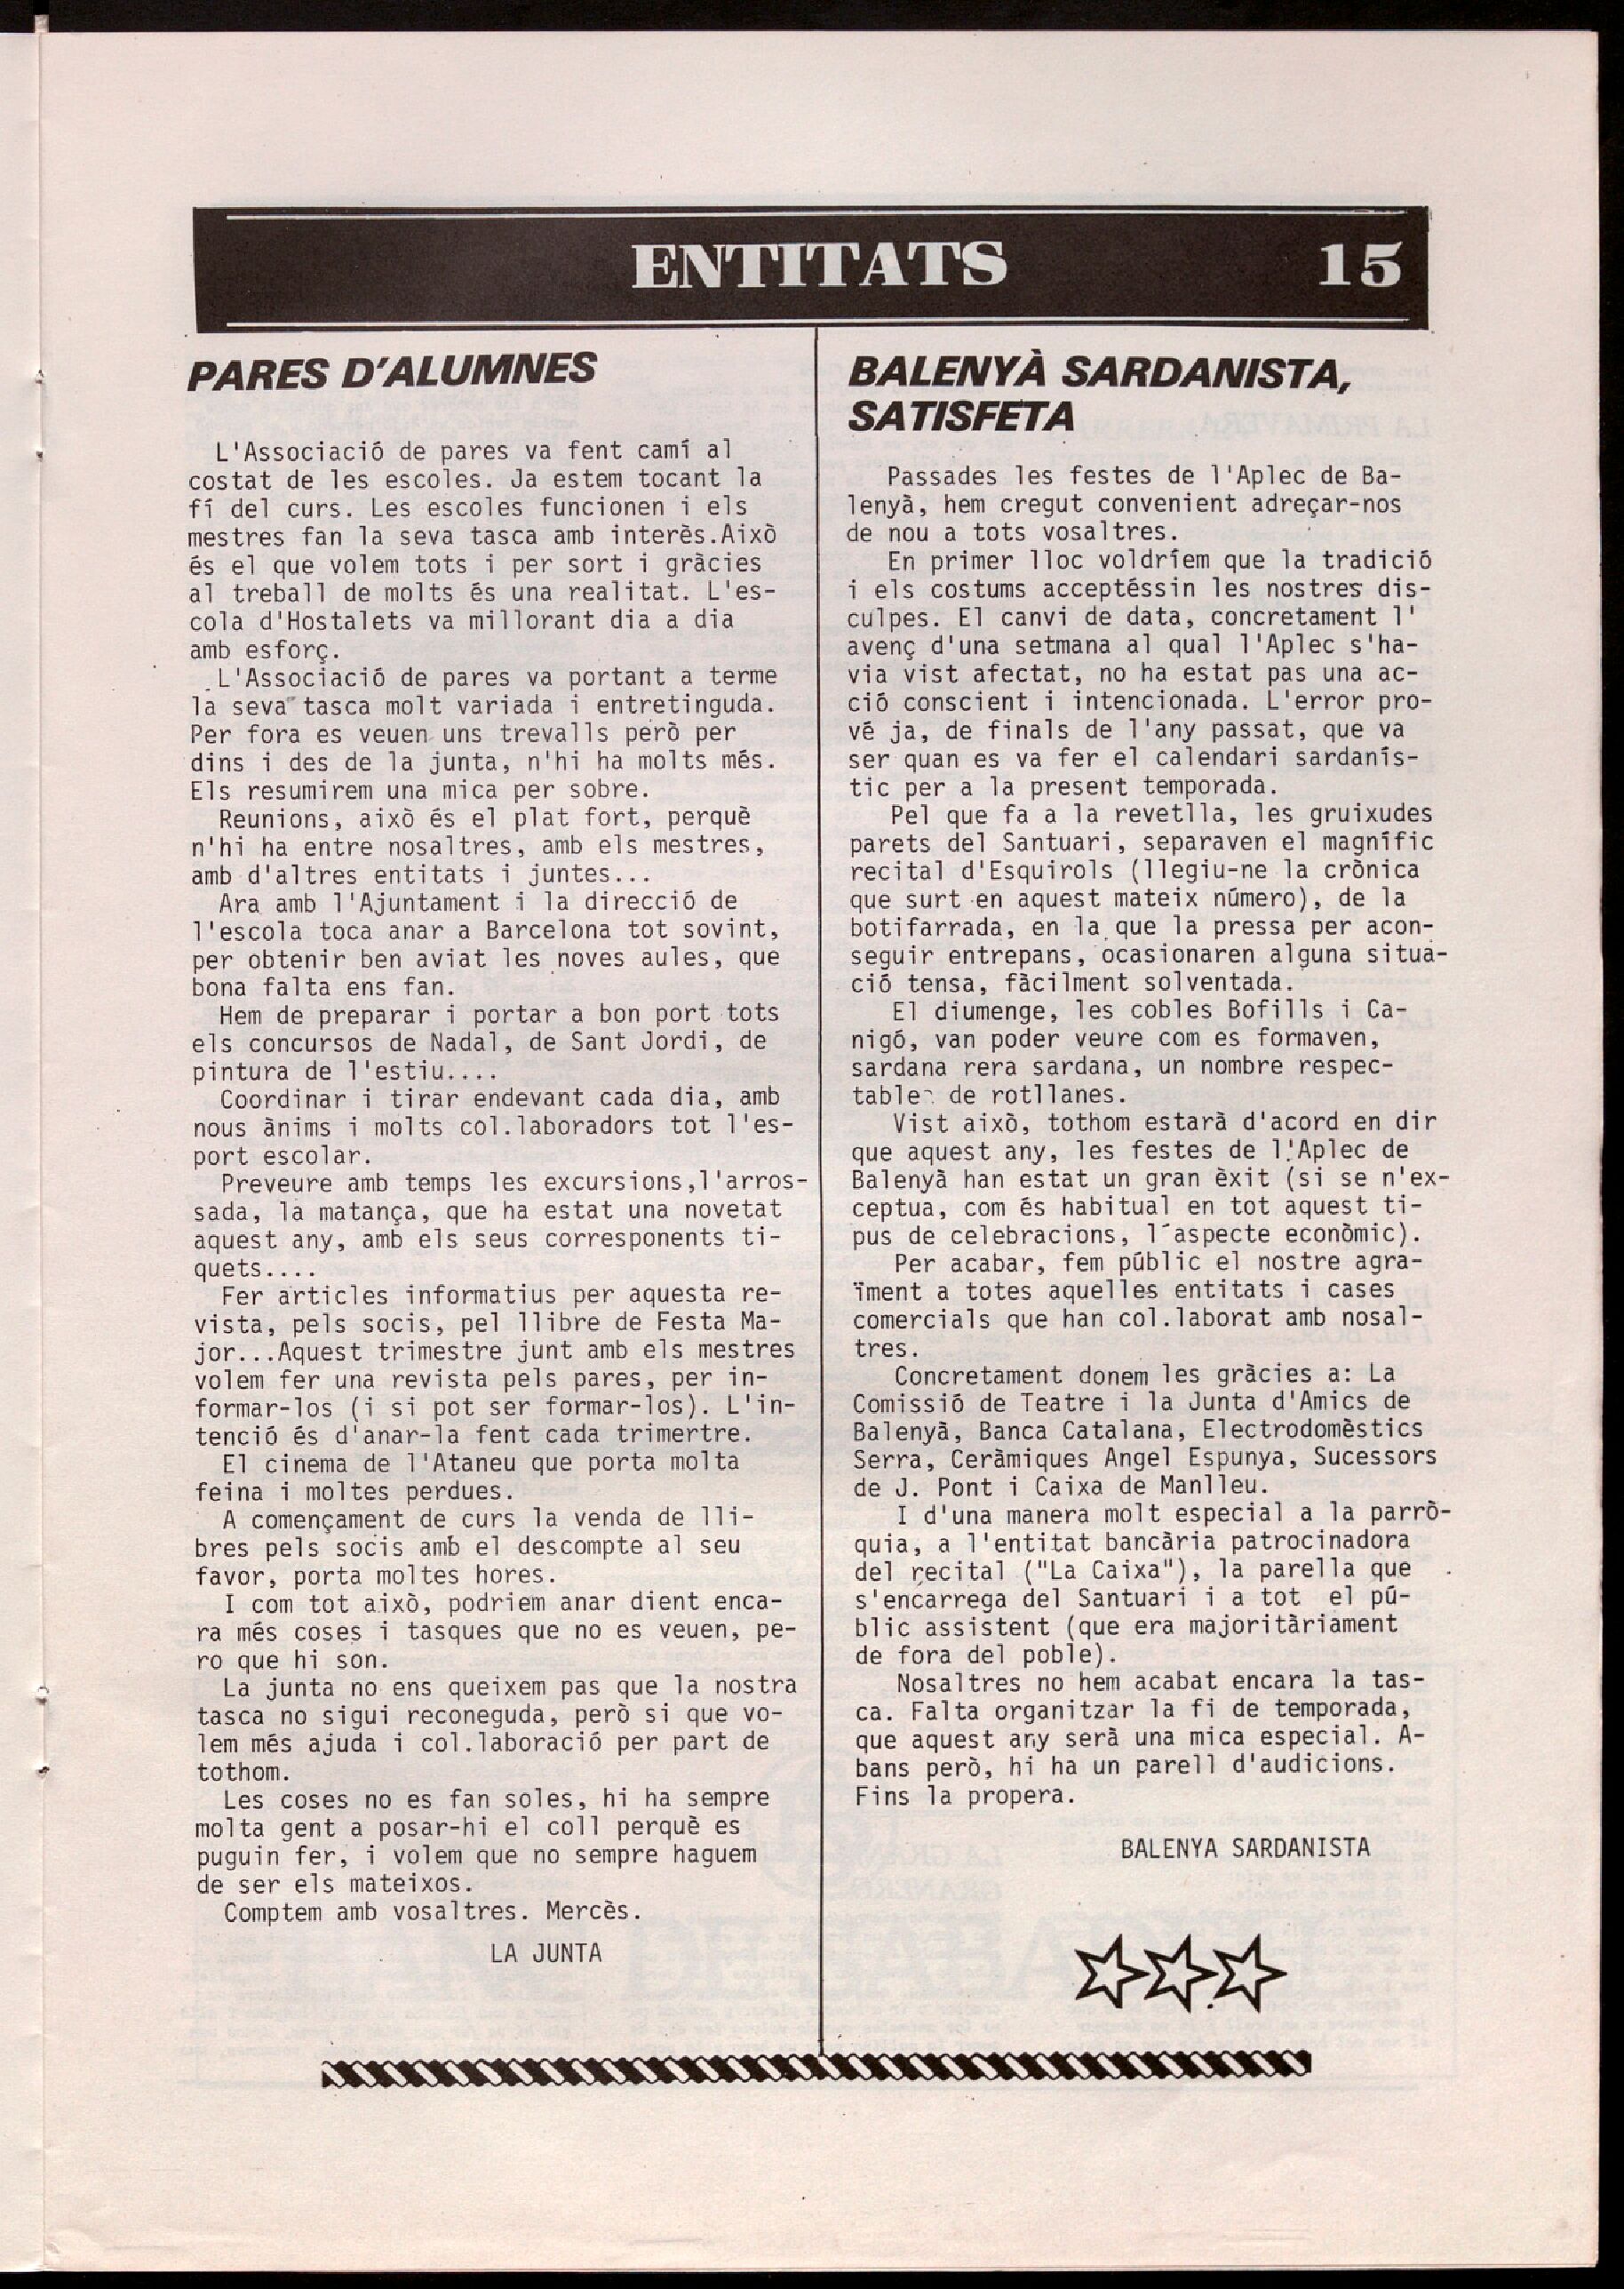 ENTITATS 15
PARES D'ALUMNES
L'Associació de pares va fent camí al
costat de les escoles. Ja estem tocant la
fí del curs. Les escoles funcionen i els
mestres fan la seva tasca amb interès.Això
és el que volem tots i per sort i gràcies
al treball de molts és una realitat. L'es-
cola d'Hostalets va millorant dia a dia
amb esforç.
L'Associació de pares va portant a terme
la seva tasca molt variada i entretinguda.
Per fora es veuen uns trevalls però per
dins i des de la junta, n'hi ha molts més.
Els resumirem una mica per sobre.
Reunions, això és el plat fort, perquè
n'hi ha entre nosaltres, amb els mestres,
amb d'altres entitats i juntes...
Ara amb l'Ajuntament i la direcció de
l'escola toca anar a Barcelona tot sovint,
per obtenir ben aviat les noves aules, que
bona falta ens fan.
Hem de preparar i portar a bon port tots
els concursos de Nadal, de Sant Jordi, de
pintura de l'estiu....
Coordinar i tirar endevant cada dia, amb
nous ànims i molts col.laboradors tot l'es-
port escolar.
Preveure amb temps les excursions,l'arros-
sada, la matança, que ha estat una novetat
aquest any, amb els seus corresponents ti-
quets....
Fer articles informatius per aquesta re-
vista, pels socis, pel llibre de Festa Ma-
jor...Aquest trimestre junt amb els mestres
volem fer una revista pels pares, per in-
formar-los (i si pot ser formar-los). L'in-
tenció és d'anar-la fent cada trimertre.
El cinema de l'Ataneu que porta molta
feina i moltes perdues.
A començament de curs la venda de lli-
bres pels socis amb el descompte al seu
favor, porta moltes hores.
I com tot això, podriem anar dient enca-
ra més coses i tasques que no es veuen, pe-
ro que hi son.
La junta no ens queixem pas que la nostra
tasca no sigui reconeguda, però si que vo-
lem més ajuda i col.laboració per part de
tothom.
Les coses no es fan soles, hi ha sempre
molta gent a posar-hi el coll perquè es
puguin fer, i volem que no sempre haguem
de ser els mateixos.
Comptem amb vosaltres. Mercès.
LA JUNTA
BALENYÀ SARDANISTA,
SATISFETA
Passades les festes de l'Aplec de Ba-
lenyà, hem cregut convenient adreçar-nos
de nou a tots vosaltres.
En primer lloc voldríem que la tradició
i els costums acceptéssin les nostres dis-
culpes. El canvi de data, concretament l'
avenç d'una setmana al qual l'Aplec s'ha-
via vist afectat, no ha estat pas una ac-
ció conscient i intencionada. L'error pro-
vé ja, de finals de l'any passat, que va
ser quan es va fer el calendari sardanís-
tic per a la present temporada.
Pel que fa a la revetlla, les gruixudes
parets del Santuari, separaven el magnífic
recital d'Esquirols (llegiu-ne la crònica
que surt en aquest mateix número), de la
botifarrada, en la que la pressa per acon-
seguir entrepans, ocasionaren alguna situa-
ció tensa, fàcilment solventada.
El diumenge, les cobles Bofills i Ca-
nigó, van poder veure com es formaven,
sardana rera sardana, un nombre respec-
table de rotllanes.
Vist això, tothom estarà d'acord en dir
que aquest any, les festes de l'Aplec de
Balenyà han estat un gran èxit (si se n'ex-
ceptua, com és habitual en tot aquest ti-
pus de celebracions, l´aspecte econòmic).
Per acabar, fem públic el nostre agra-
ïment a totes aquelles entitats i cases
comercials que han col.laborat amb nosal-
tres.
Concretament donem les gràcies a: La
Comissió de Teatre i la Junta d'Amics de
Balenyà, Banca Catalana, Electrodomèstics
Serra, Ceràmiques Angel Espunya, Sucessors
de J. Pont i Caixa de Manlleu.
I d'una manera molt especial a la parrò-
quia, a l'entitat bancària patrocinadora
del recital ("La Caixa"), la parella que
s'encarrega del Santuari i a tot el pú-
blic assistent (que era majoritàriament
de fora del poble).
Nosaltres no hem acabat encara la tas-
ca. Falta organitzar la fi de temporada,
que aquest any serà una mica especial. A-
bans però, hi ha un parell d'audicions.
Fins la propera.
BALENYA SARDANISTA